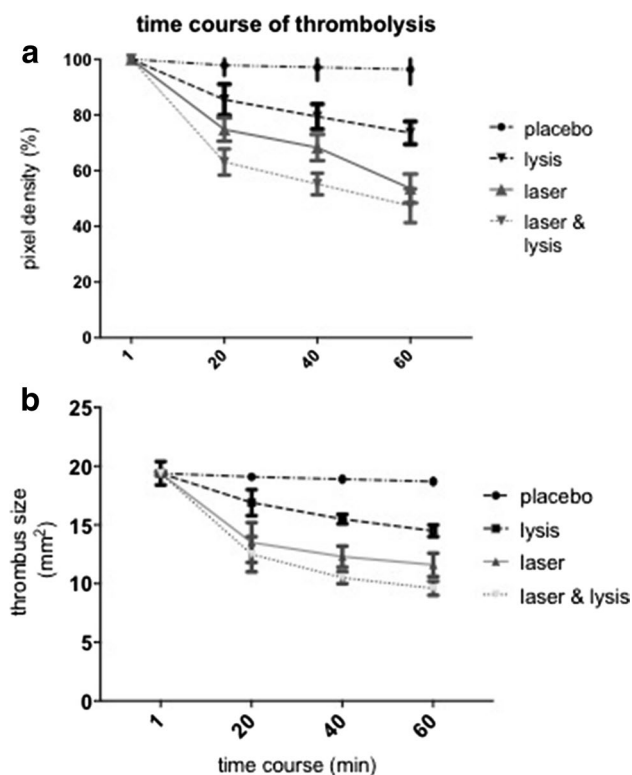 time course of thrombolysis
a
pixel density (%)
100
80
60
40
20
0
1
20
40
60
placebo
lysis
laser
laser &
lysis
b
thrombus size
(mm²)
25
20
15
10
5
0
1
20
40
60
time course (min)
placebo
lysis
laser
laser & lysis